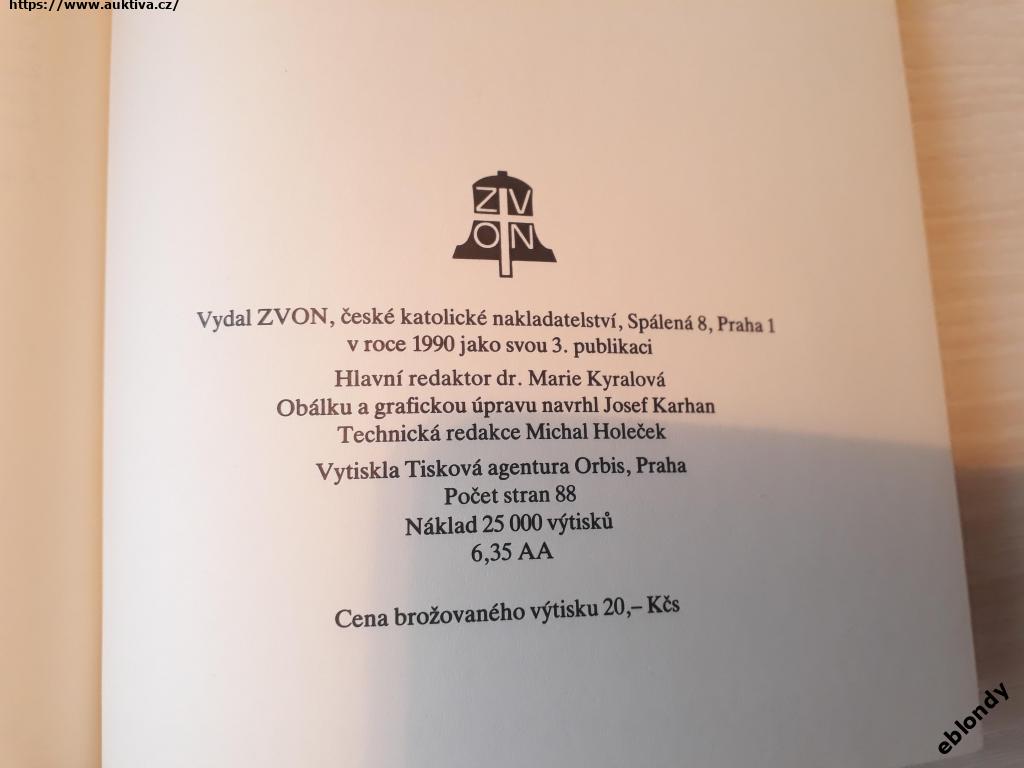 https://www.auktiva.cz/
ZV
ON
Vydal ZVON, české katolické nakladatelství, Spálená 8, Praha 1
v roce 1990 jako svou 3. publikaci
Hlavní redaktor dr. Marie Kyralová
Obálku a grafickou úpravu navrhl Josef Karhan
Technická redakce Michal Holeček
Vytiskla Tisková agentura Orbis, Praha
Počet stran 88
Náklad 25 000 výtisků
6,35 AA
Cena brožovaného výtisku 20,– Kčs
eblondy